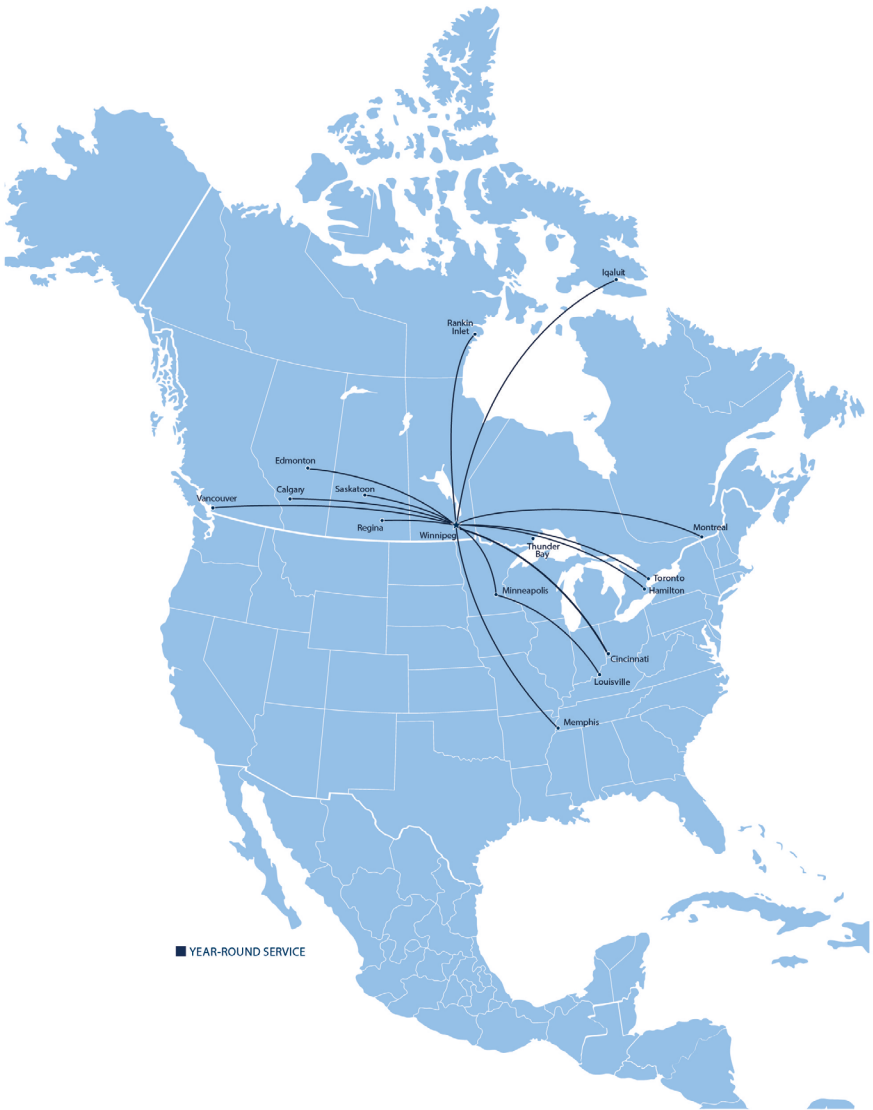 Iqaluit
Rankin
Inlet
Edmonton
Calgary
Saskatoon
Vancouver
Regina
Winnipeg
Montreal
Thunder
Bay
Toronto
Hamilton
Minneapolis
Cincinnati
Louisville
Memphis
YEAR-ROUND SERVICE